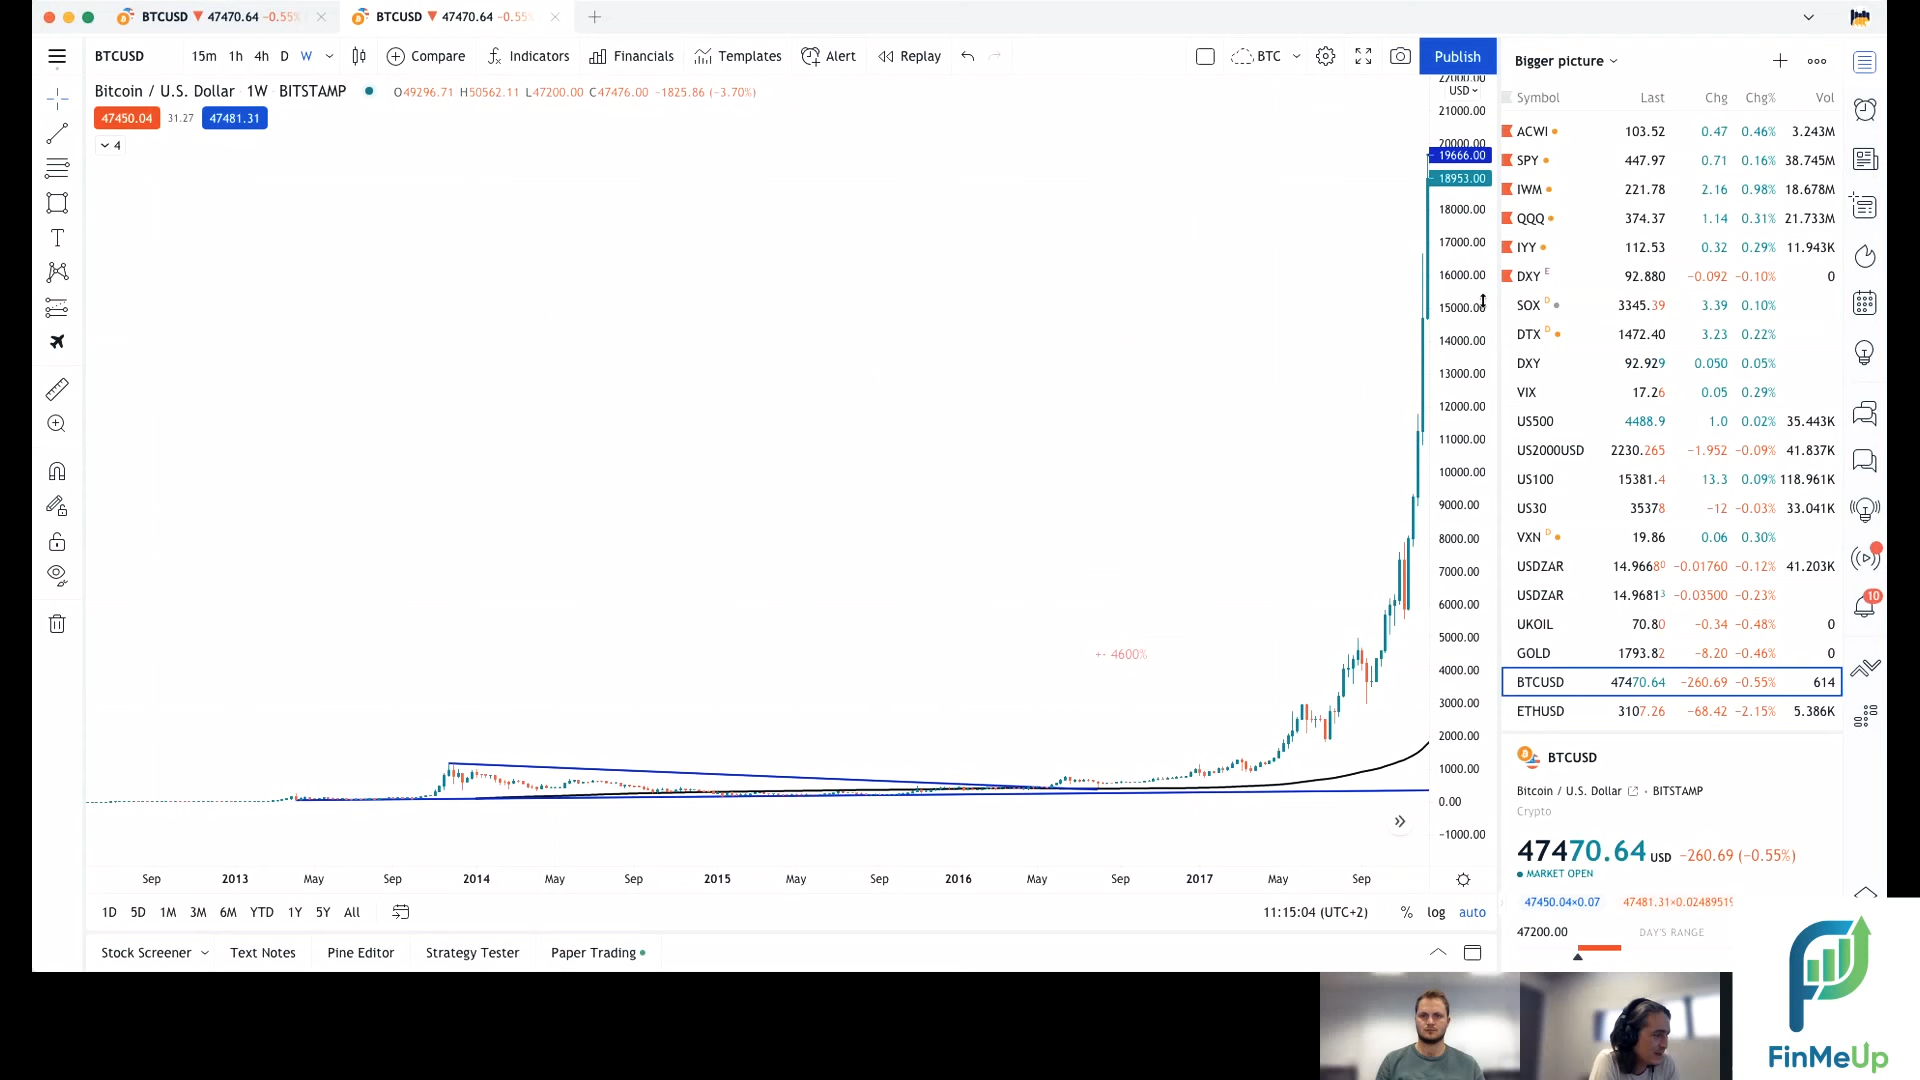 BTCUSD ▼ 47470.64 −0.55% BTCUSD ▼ 47470.64 −0.55%
BTCUSD 15m 1h 4h D W Compare Indicators Financials Templates Alert Replay BTC Publish
Bitcoin / U.S. Dollar · 1W · BITSTAMP O49296.71 H50562.11 L47200.00 C47476.00 −1825.86 (−3.70%)
47450.04 31.27 47481.31
4
USD
21000.00
20000.00
19666.00
18953.00
18000.00
17000.00
16000.00
15000.00
14000.00
13000.00
12000.00
11000.00
10000.00
9000.00
8000.00
7000.00
6000.00
5000.00
4000.00
3000.00
2000.00
1000.00
0.00
−1000.00
+- 4600%
Sep 2013 May Sep 2014 May Sep 2015 May Sep 2016 May Sep 2017 May Sep
1D 5D 1M 3M 6M YTD 1Y 5Y All 11:15:04 (UTC+2) % log auto
Stock Screener Text Notes Pine Editor Strategy Tester Paper Trading
Bigger picture
Symbol Last Chg Chg% Vol
ACWI 103.52 0.47 0.46% 3.243M
SPY 447.97 0.71 0.16% 38.745M
IWM 221.78 2.16 0.98% 18.678M
QQQ 374.37 1.14 0.31% 21.733M
IYY 112.53 0.32 0.29% 11.943K
DXY E 92.880 −0.092 −0.10% 0
SOX D 3345.39 3.39 0.10%
DTX D 1472.40 3.23 0.22%
DXY 92.929 0.050 0.05%
VIX 17.26 0.05 0.29%
US500 4488.9 1.0 0.02% 35.443K
US2000USD 2230.265 −1.952 −0.09% 41.837K
US100 15381.4 13.3 0.09% 118.961K
US30 35378 −12 −0.03% 33.041K
VXN D 19.86 0.06 0.30%
USDZAR 14.96680 −0.01760 −0.12% 41.203K
USDZAR 14.96813 −0.03500 −0.23%
UKOIL 70.80 −0.34 −0.48% 0
GOLD 1793.82 −8.20 −0.46% 0
BTCUSD 47470.64 −260.69 −0.55% 614
ETHUSD 3107.26 −68.42 −2.15% 5.386K
10
BTCUSD
Bitcoin / U.S. Dollar · BITSTAMP
Crypto
47470.64 USD −260.69 (−0.55%)
MARKET OPEN
47450.04×0.07 47481.31×0.0248951
47200.00 DAY'S RANGE
FinMeUp